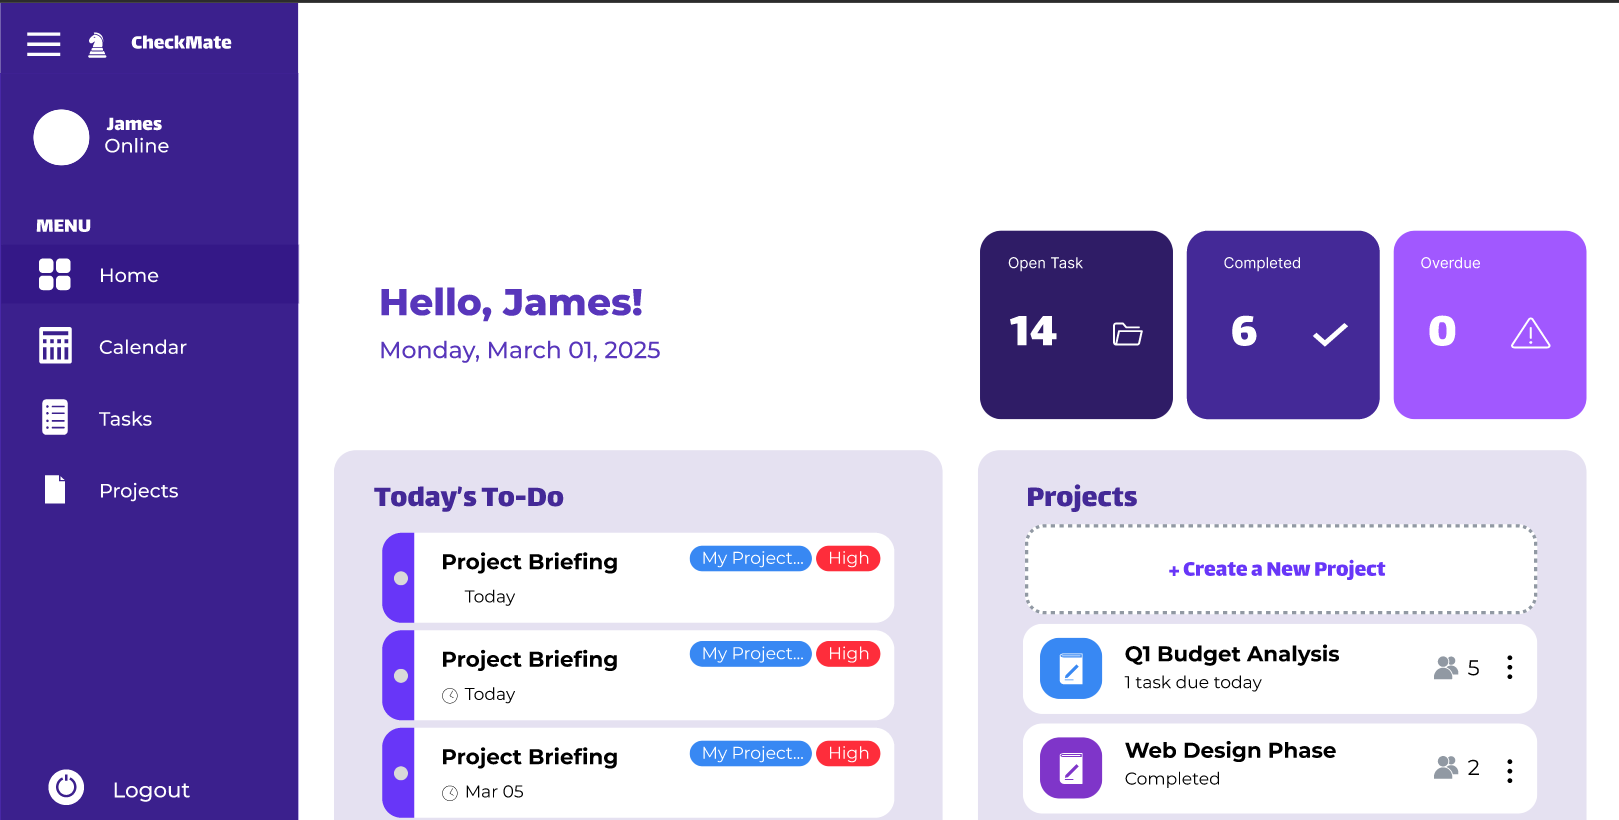 CheckMate
James
Online
MENU
Home
Calendar
Tasks
Projects
Logout
Hello, James!
Monday, March 01, 2025
Open Task
14
Completed
6
Overdue
0
Today's To-Do
Project Briefing
My Project...
High
Today
Project Briefing
My Project...
High
Today
Project Briefing
My Project...
High
Mar 05
Projects
+ Create a New Project
Q1 Budget Analysis
1 task due today
5
Web Design Phase
Completed
2